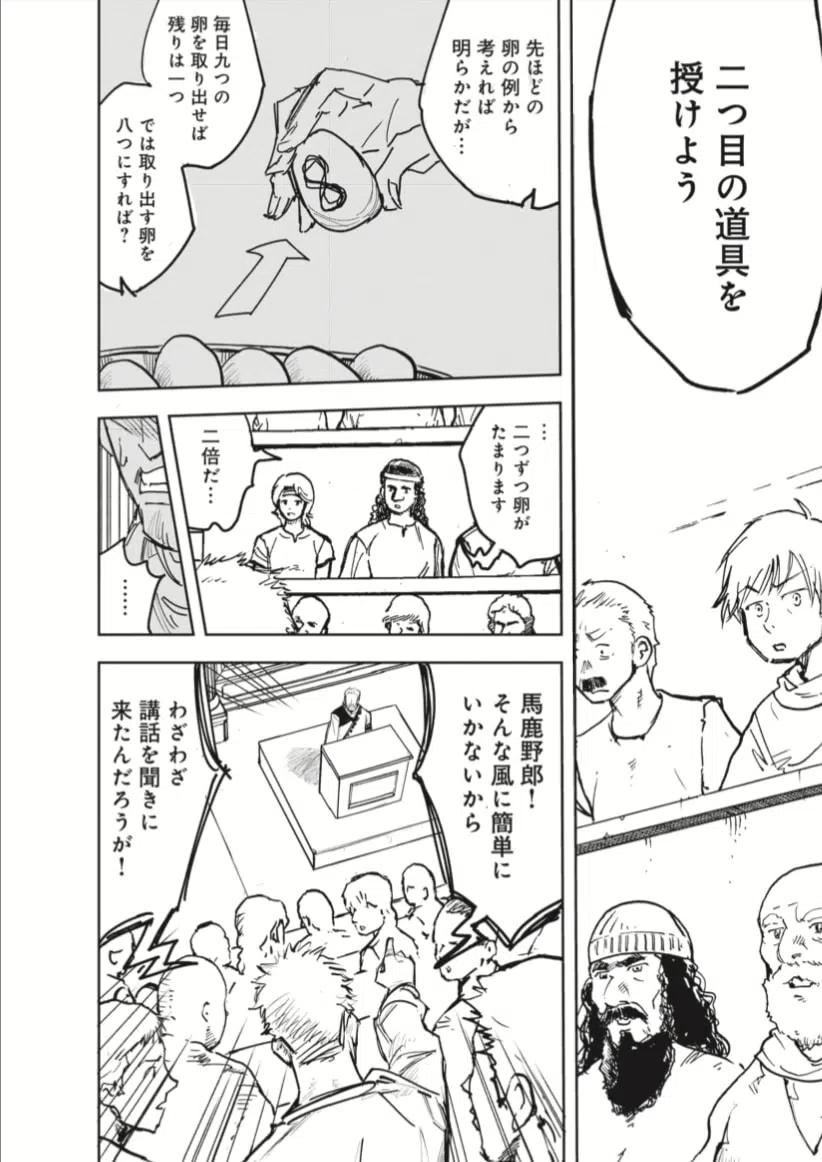 二つ目の道具を
授けよう
先ほどの
卵の例から
考えれば
明らかだが…
毎日九つの
卵を取り出せば
残りは一つ
では取り出す卵を
八つにすれば？
…
二つずつ卵が
たまります
二倍だ…
……
馬鹿野郎！
そんな風に簡単に
いかないから
わざわざ
講話を聞きに
来たんだろうが！